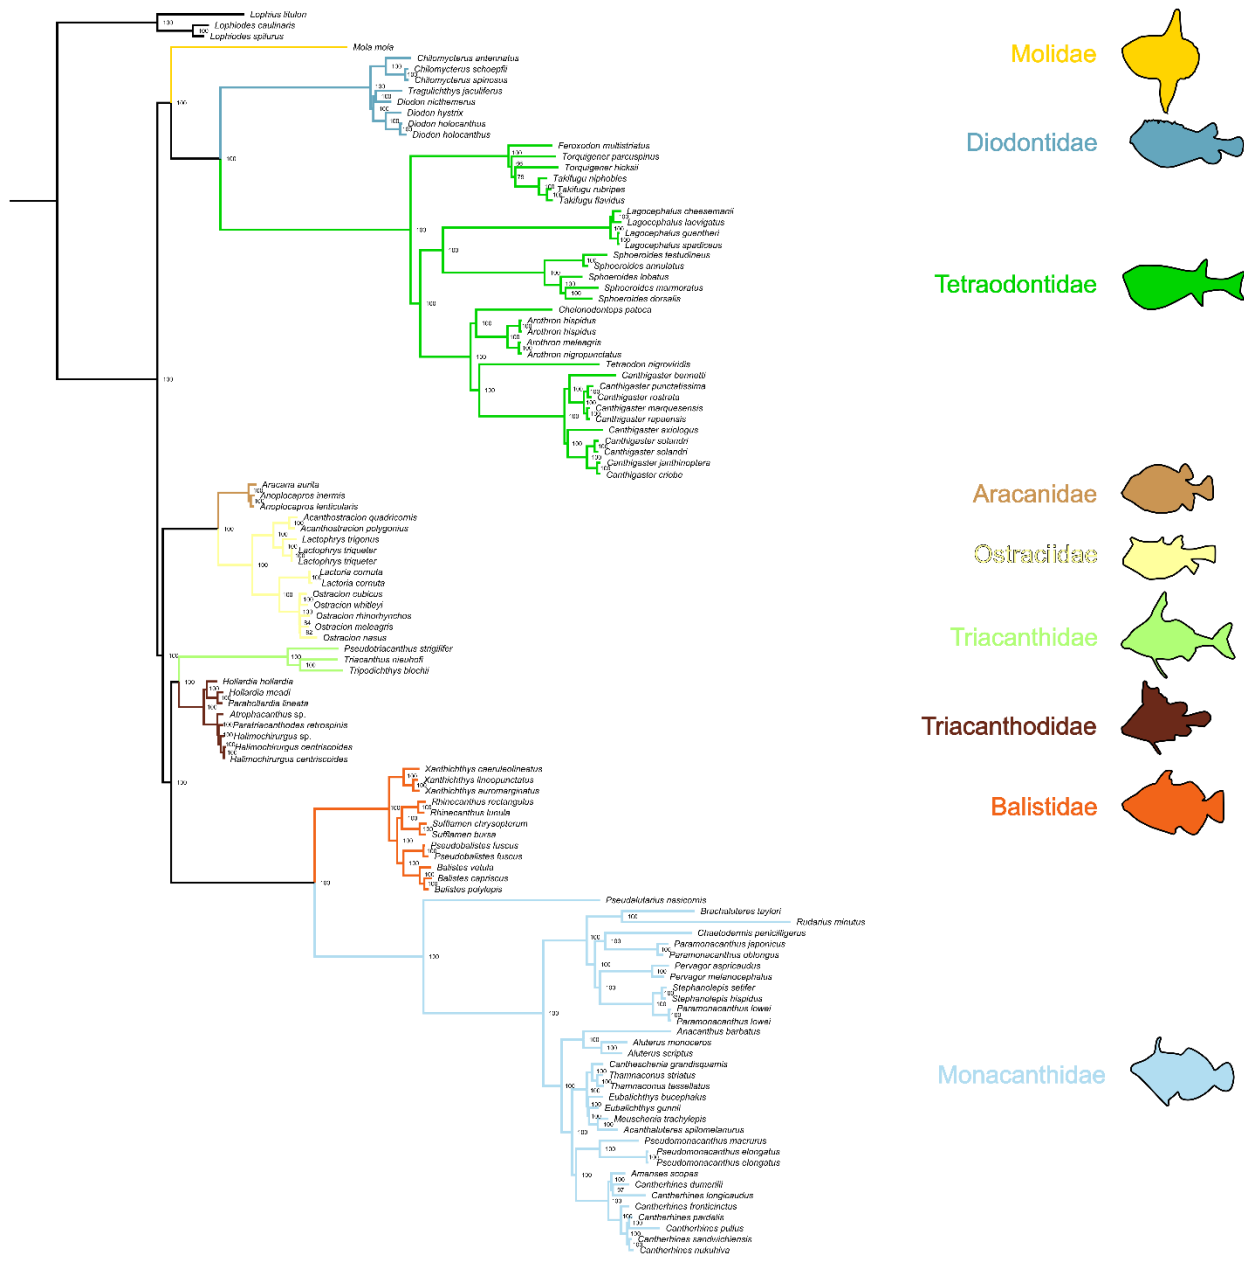 Lophius litulon
Lophiodes caulinaris
Lophiodes spilurus
Mola mola
Chilomycterus antennatus
Chilomycterus schoepfii
Chilomycterus spinosus
Tragulichthys jaculiferus
Diodon nicthemerus
Diodon hystrix
Diodon holocanthus
Diodon holocanthus
Feroxodon multistriatus
Torquigener parcuspinus
Torquigener hicksii
Takifugu niphobles
Takifugu rubripes
Takifugu flavidus
Lagocephalus cheesemanii
Lagocephalus laevigatus
Lagocephalus guentheri
Lagocephalus spadiceus
Sphoeroides testudineus
Sphoeroides annulatus
Sphoeroides lobatus
Sphoeroides marmoratus
Sphoeroides dorsalis
Chelonodontops patoca
Arothron hispidus
Arothron hispidus
Arothron meleagris
Arothron nigropunctatus
Tetraodon nigroviridis
Canthigaster bennetti
Canthigaster punctatissima
Canthigaster rostrata
Canthigaster marquesensis
Canthigaster rapaensis
Canthigaster axiologus
Canthigaster solandri
Canthigaster solandri
Canthigaster janthinoptera
Canthigaster criobe
Aracana aurita
Anoplocapros inermis
Anoplocapros lenticularis
Acanthostracion quadricornis
Acanthostracion polygonius
Lactophrys trigonus
Lactophrys triqueter
Lactophrys triqueter
Lactoria cornuta
Lactoria cornuta
Ostracion cubicus
Ostracion whitleyi
Ostracion rhinorhynchos
Ostracion meleagris
Ostracion nasus
Pseudotriacanthus strigilifer
Triacanthus nieuhofi
Tripodichthys blochii
Hollardia hollardia
Hollardia meadi
Parahollardia lineata
Atrophacanthus sp.
Paratriacanthodes retrospinis
Halimochirurgus sp.
Halimochirurgus centriscoides
Halimochirurgus centriscoides
Xanthichthys caeruleolineatus
Xanthichthys lineopunctatus
Xanthichthys auromarginatus
Rhinecanthus rectangulus
Rhinecanthus lunula
Sufflamen chrysopterum
Sufflamen bursa
Pseudobalistes fuscus
Pseudobalistes fuscus
Balistes vetula
Balistes capriscus
Balistes polylepis
Pseudalutarius nasicornis
Brachaluteres taylori
Rudarius minutus
Chaetodermis penicilligerus
Paramonacanthus japonicus
Paramonacanthus oblongus
Pervagor aspricaudus
Pervagor melanocephalus
Stephanolepis setifer
Stephanolepis hispidus
Paramonacanthus lowei
Paramonacanthus lowei
Anacanthus barbatus
Aluterus monoceros
Aluterus scriptus
Cantheschenia grandisquamis
Thamnaconus striatus
Thamnaconus tessellatus
Eubalichthys bucephalus
Eubalichthys gunnii
Meuschenia trachylepis
Acanthaluteres spilomelanurus
Pseudomonacanthus macrurus
Pseudomonacanthus elongatus
Pseudomonacanthus elongatus
Amanses scopas
Cantherhines dumerilii
Cantherhines longicaudus
Cantherhines fronticinctus
Cantherhines pardalis
Cantherhines pullus
Cantherhines sandwichiensis
Cantherhines nukuhiva
Molidae
Diodontidae
Tetraodontidae
Aracanidae
Ostraciidae
Triacanthidae
Triacanthodidae
Balistidae
Monacanthidae